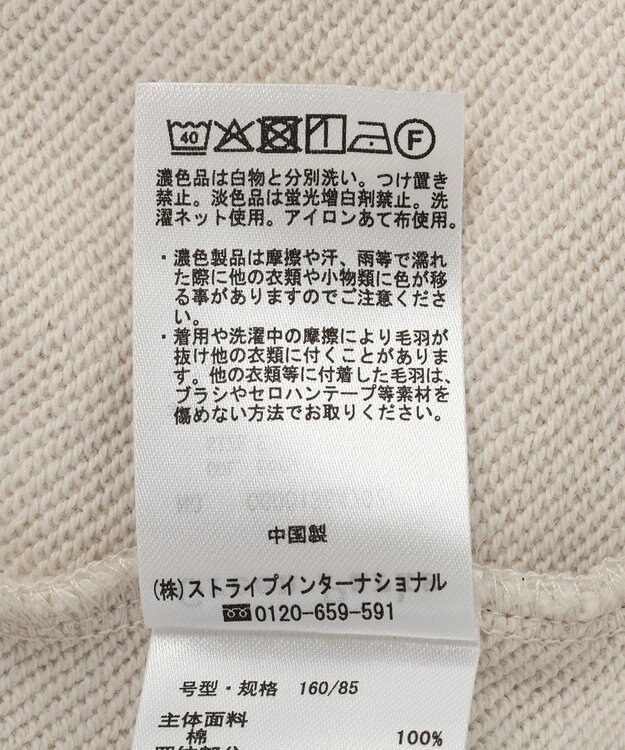 40 F
濃色品は白物と分別洗い。つけ置き
禁止。淡色品は蛍光増白剤禁止。洗
濯ネット使用。アイロンあて布使用。
・濃色製品は摩擦や汗、雨等で濡れ
た際に他の衣類や小物類に色が移
る事がありますのでご注意くださ
い。
・着用や洗濯中の摩擦により毛羽が
抜け他の衣類に付くことがありま
す。他の衣類等に付着した毛羽は、
ブラシやセロハンテープ等素材を
傷めない方法でお取りください。
中国製
(株)ストライプインターナショナル
0120-659-591
号型・规格 160/85
主体面料
棉 100%